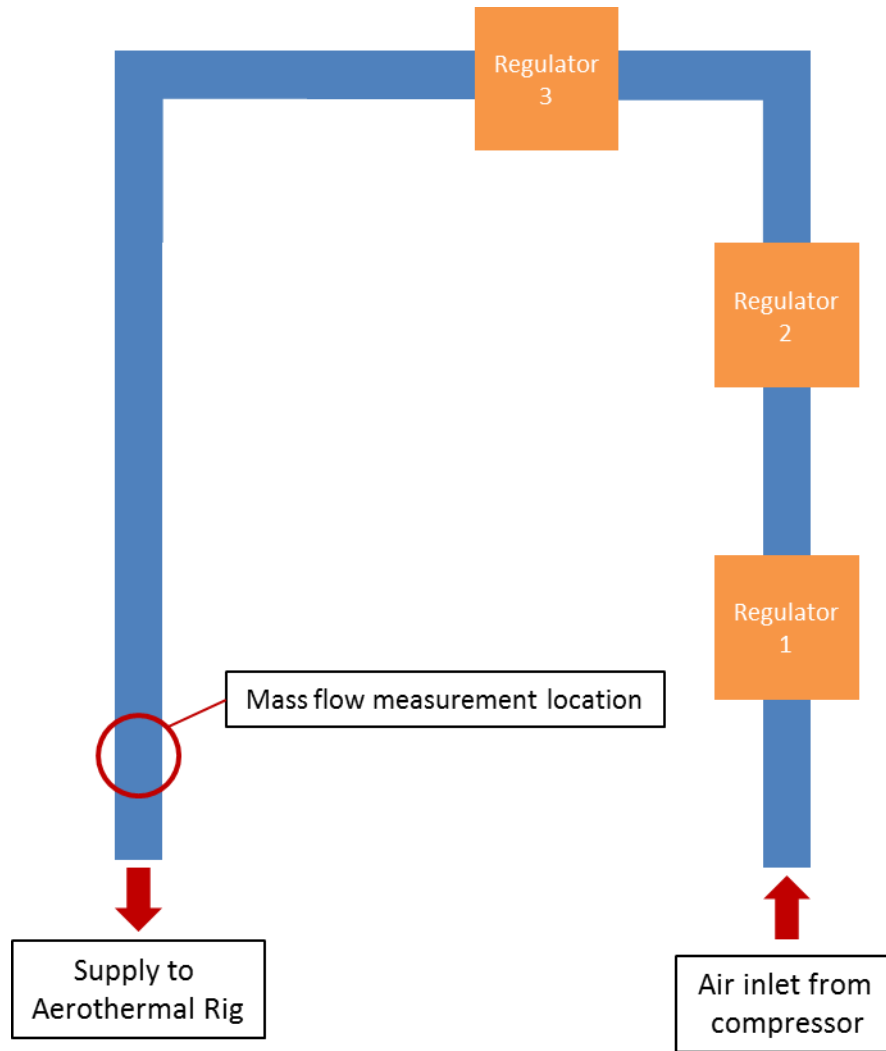 Regulator
3
Regulator
2
Regulator
1
Mass flow measurement location
Supply to
Aerothermal Rig
Air inlet from
compressor